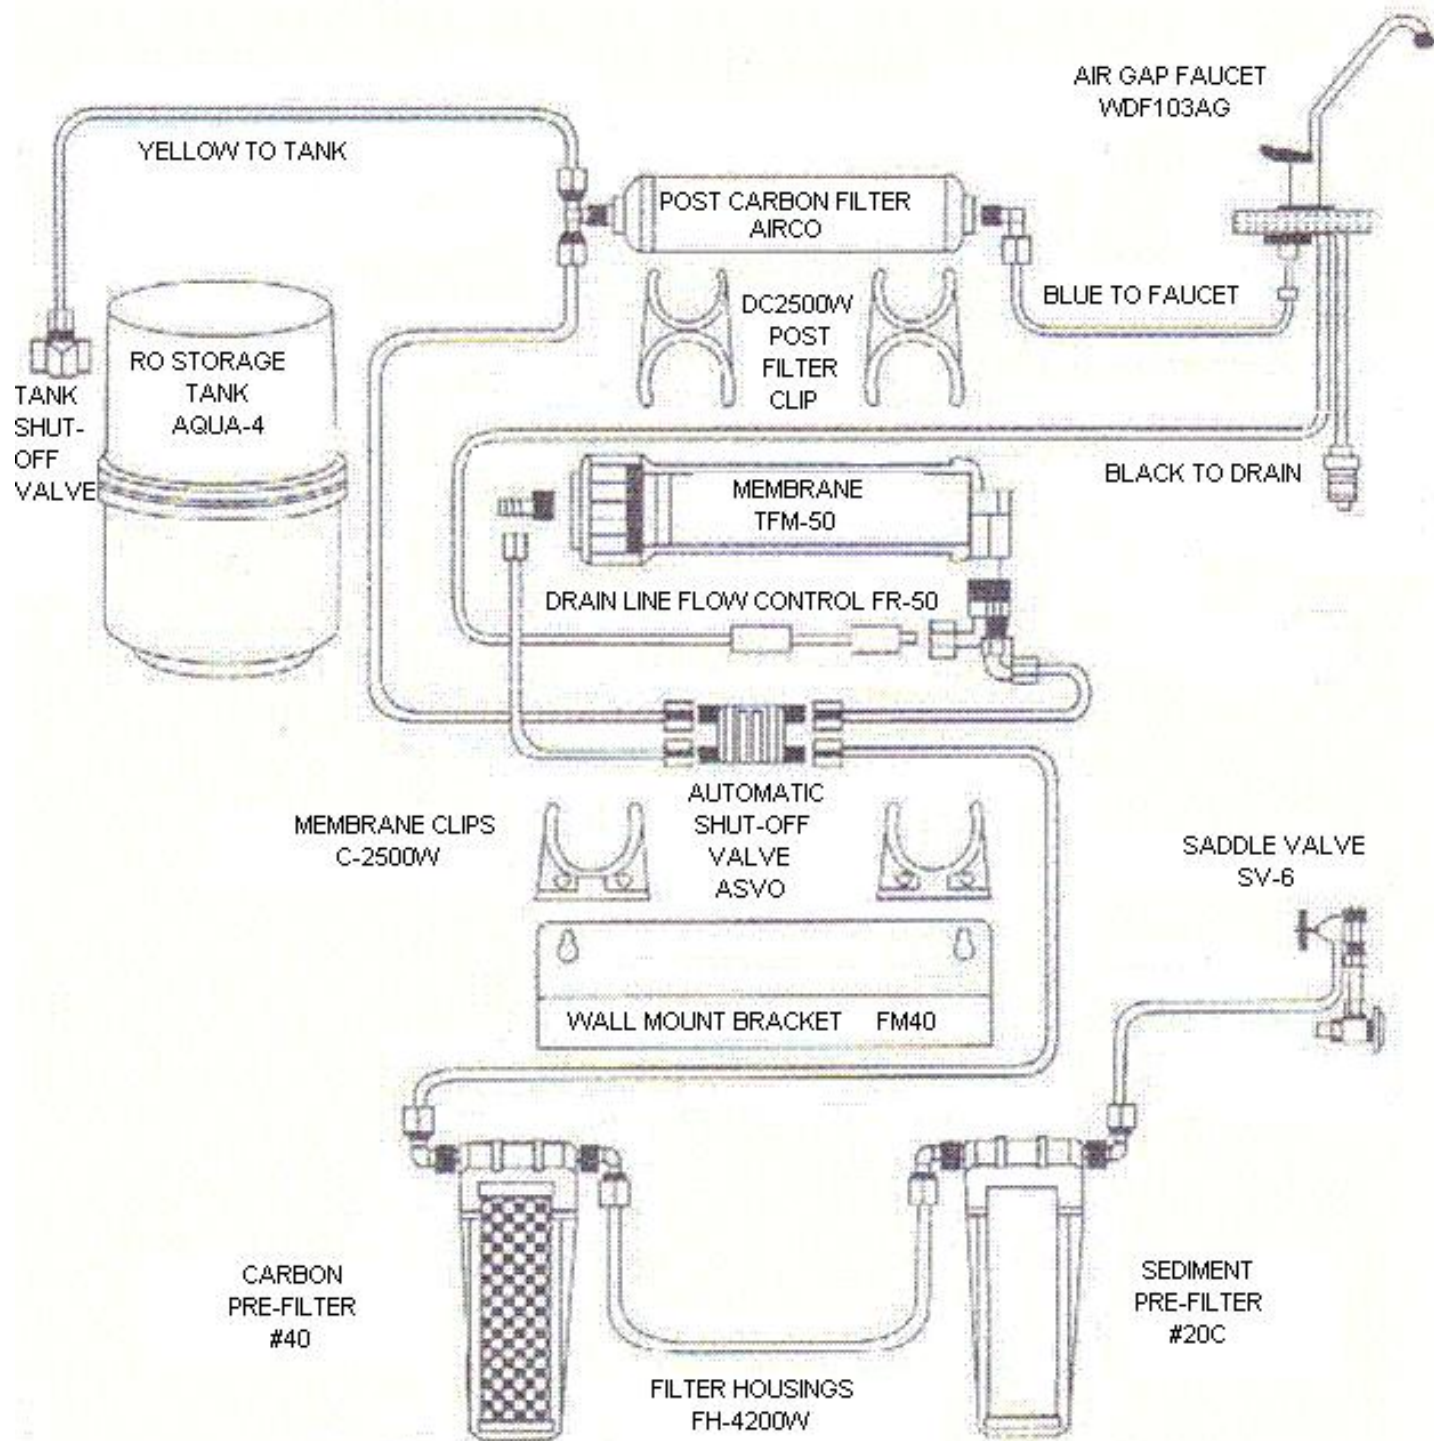 AIR GAP FAUCET
WDF103AG
YELLOW TO TANK
POST CARBON FILTER
AIRCO
BLUE TO FAUCET
DC2500W
POST
FILTER
CLIP
RO STORAGE
TANK
AQUA-4
TANK
SHUT-
OFF
VALVE
BLACK TO DRAIN
MEMBRANE
TFM-50
DRAIN LINE FLOW CONTROL FR-50
AUTOMATIC
SHUT-OFF
VALVE
ASVO
MEMBRANE CLIPS
C-2500W
SADDLE VALVE
SV-6
WALL MOUNT BRACKET FM40
CARBON
PRE-FILTER
#40
SEDIMENT
PRE-FILTER
#20C
FILTER HOUSINGS
FH-4200W